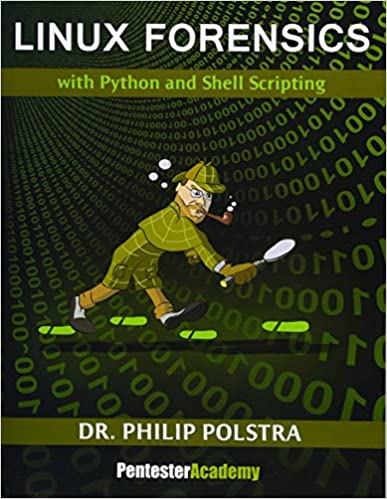 LINUX FORENSICS
with Python and Shell Scripting
DR. PHILIP POLSTRA
PentesterAcademy